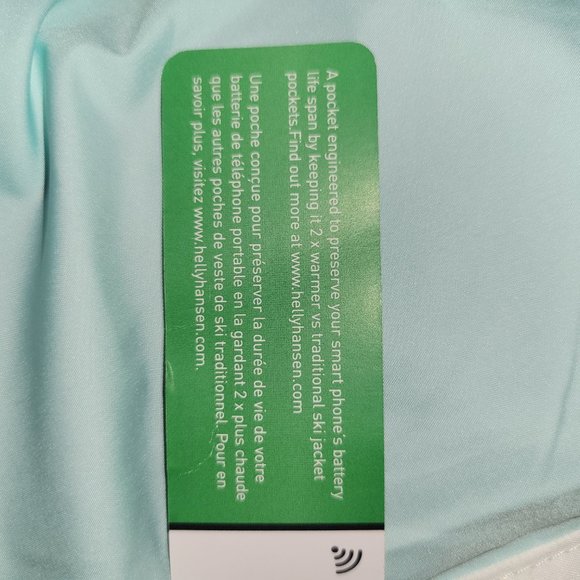 A pocket engineered to preserve your smart phone's battery
life span by keeping it 2 x warmer vs traditional ski jacket
pockets.Find out more at www.hellyhansen.com
Une poche conçue pour préserver la durée de vie de votre
batterie de téléphone portable en la gardant 2 x plus chaude
que les autres poches de veste de ski traditionnel. Pour en
savoir plus, visitez www.hellyhansen.com.